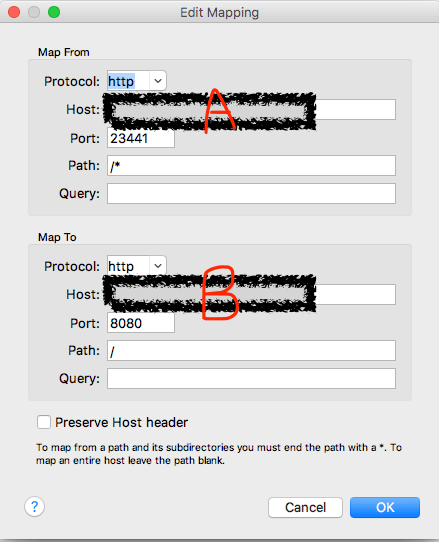 Edit Mapping
Map From
Protocol: http
Host: A
Port: 23441
Path: /*
Query:
Map To
Protocol: http
Host: B
Port: 8080
Path: /
Query:
Preserve Host header
To map from a path and its subdirectories you must end the path with a *. To
map an entire host leave the path blank.
? Cancel OK